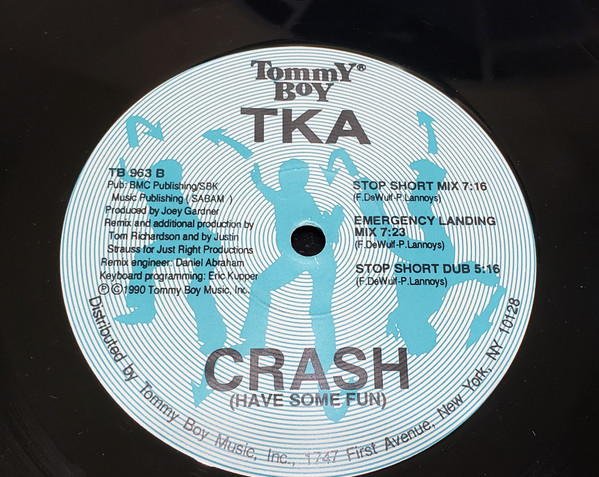 Tommy®
Boy
TKA
TB 963 B
Pub: BMC Publishing/SBK
Music Publishing ( SABAM )
Produced by Joey Gardner
Remix and additional production by
Tom Richardson and by Justin
Strauss for Just Right Productions
Remix engineer: Daniel Abraham
Keyboard programming: Eric Kupper
Ⓟ©1990 Tommy Boy Music, Inc.
STOP SHORT MIX 7:16
(F.DeWulf-P.Lannoys)
EMERGENCY LANDING
MIX 7:23
(F.DeWulf-P.Lannoys)
STOP SHORT DUB 5:16
(F.DeWulf-P.Lannoys)
CRASH
(HAVE SOME FUN)
Distributed by Tommy Boy Music, Inc., 1747 First Avenue, New York, NY 10128